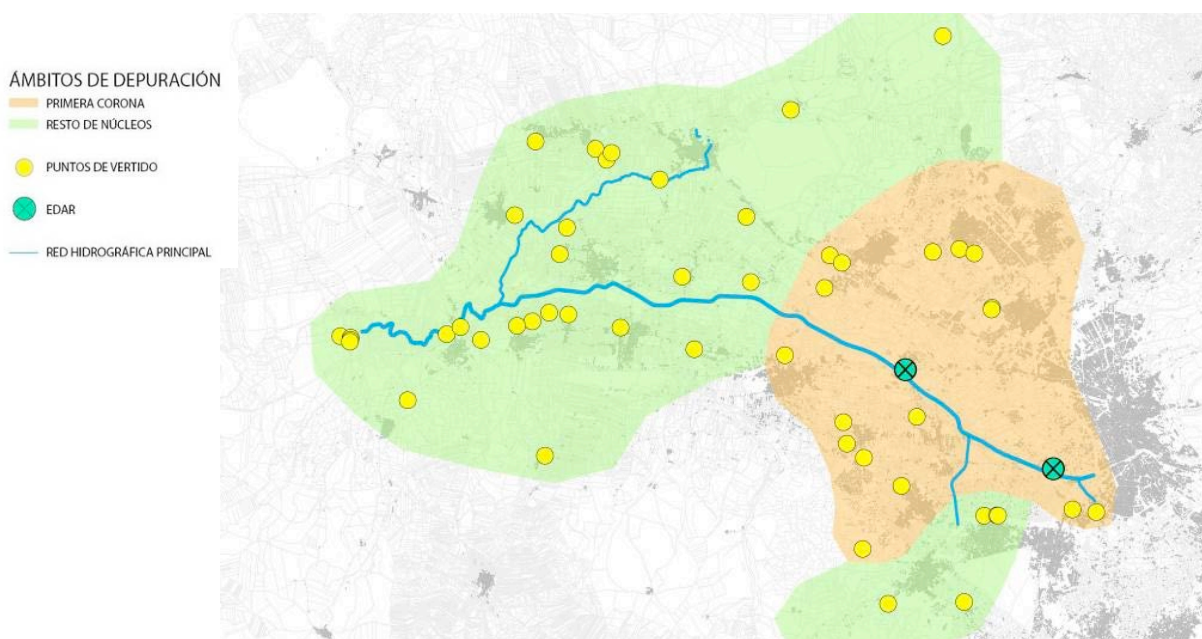 ÁMBITOS DE DEPURACIÓN
PRIMERA CORONA
RESTO DE NÚCLEOS
PUNTOS DE VERTIDO
EDAR
RED HIDROGRÁFICA PRINCIPAL